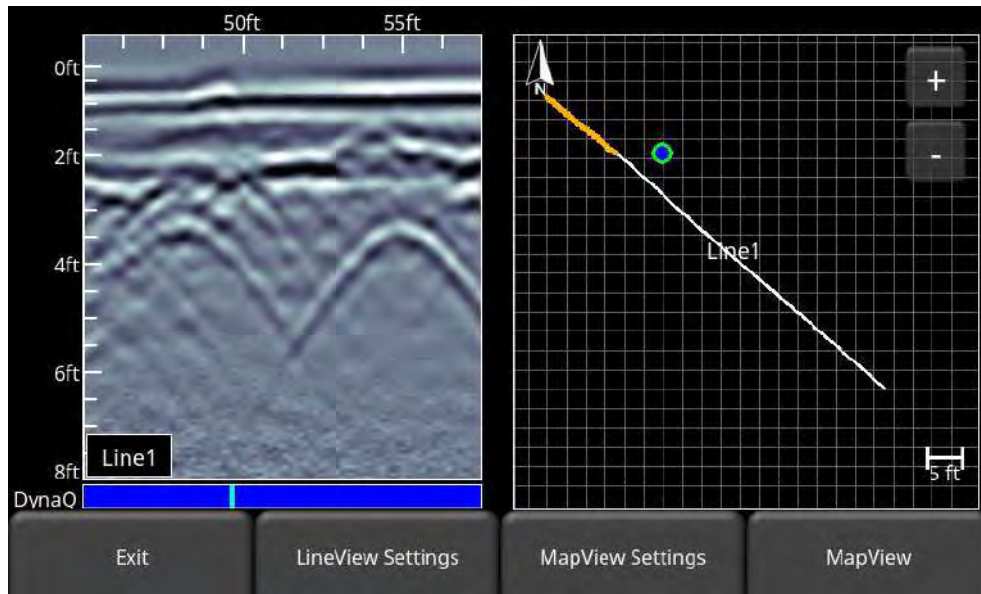 50ft 55ft
0ft
2ft
4ft
6ft
8ft
Line1
DynaQ
N
+
-
Line1
5 ft
Exit LineView Settings MapView Settings MapView